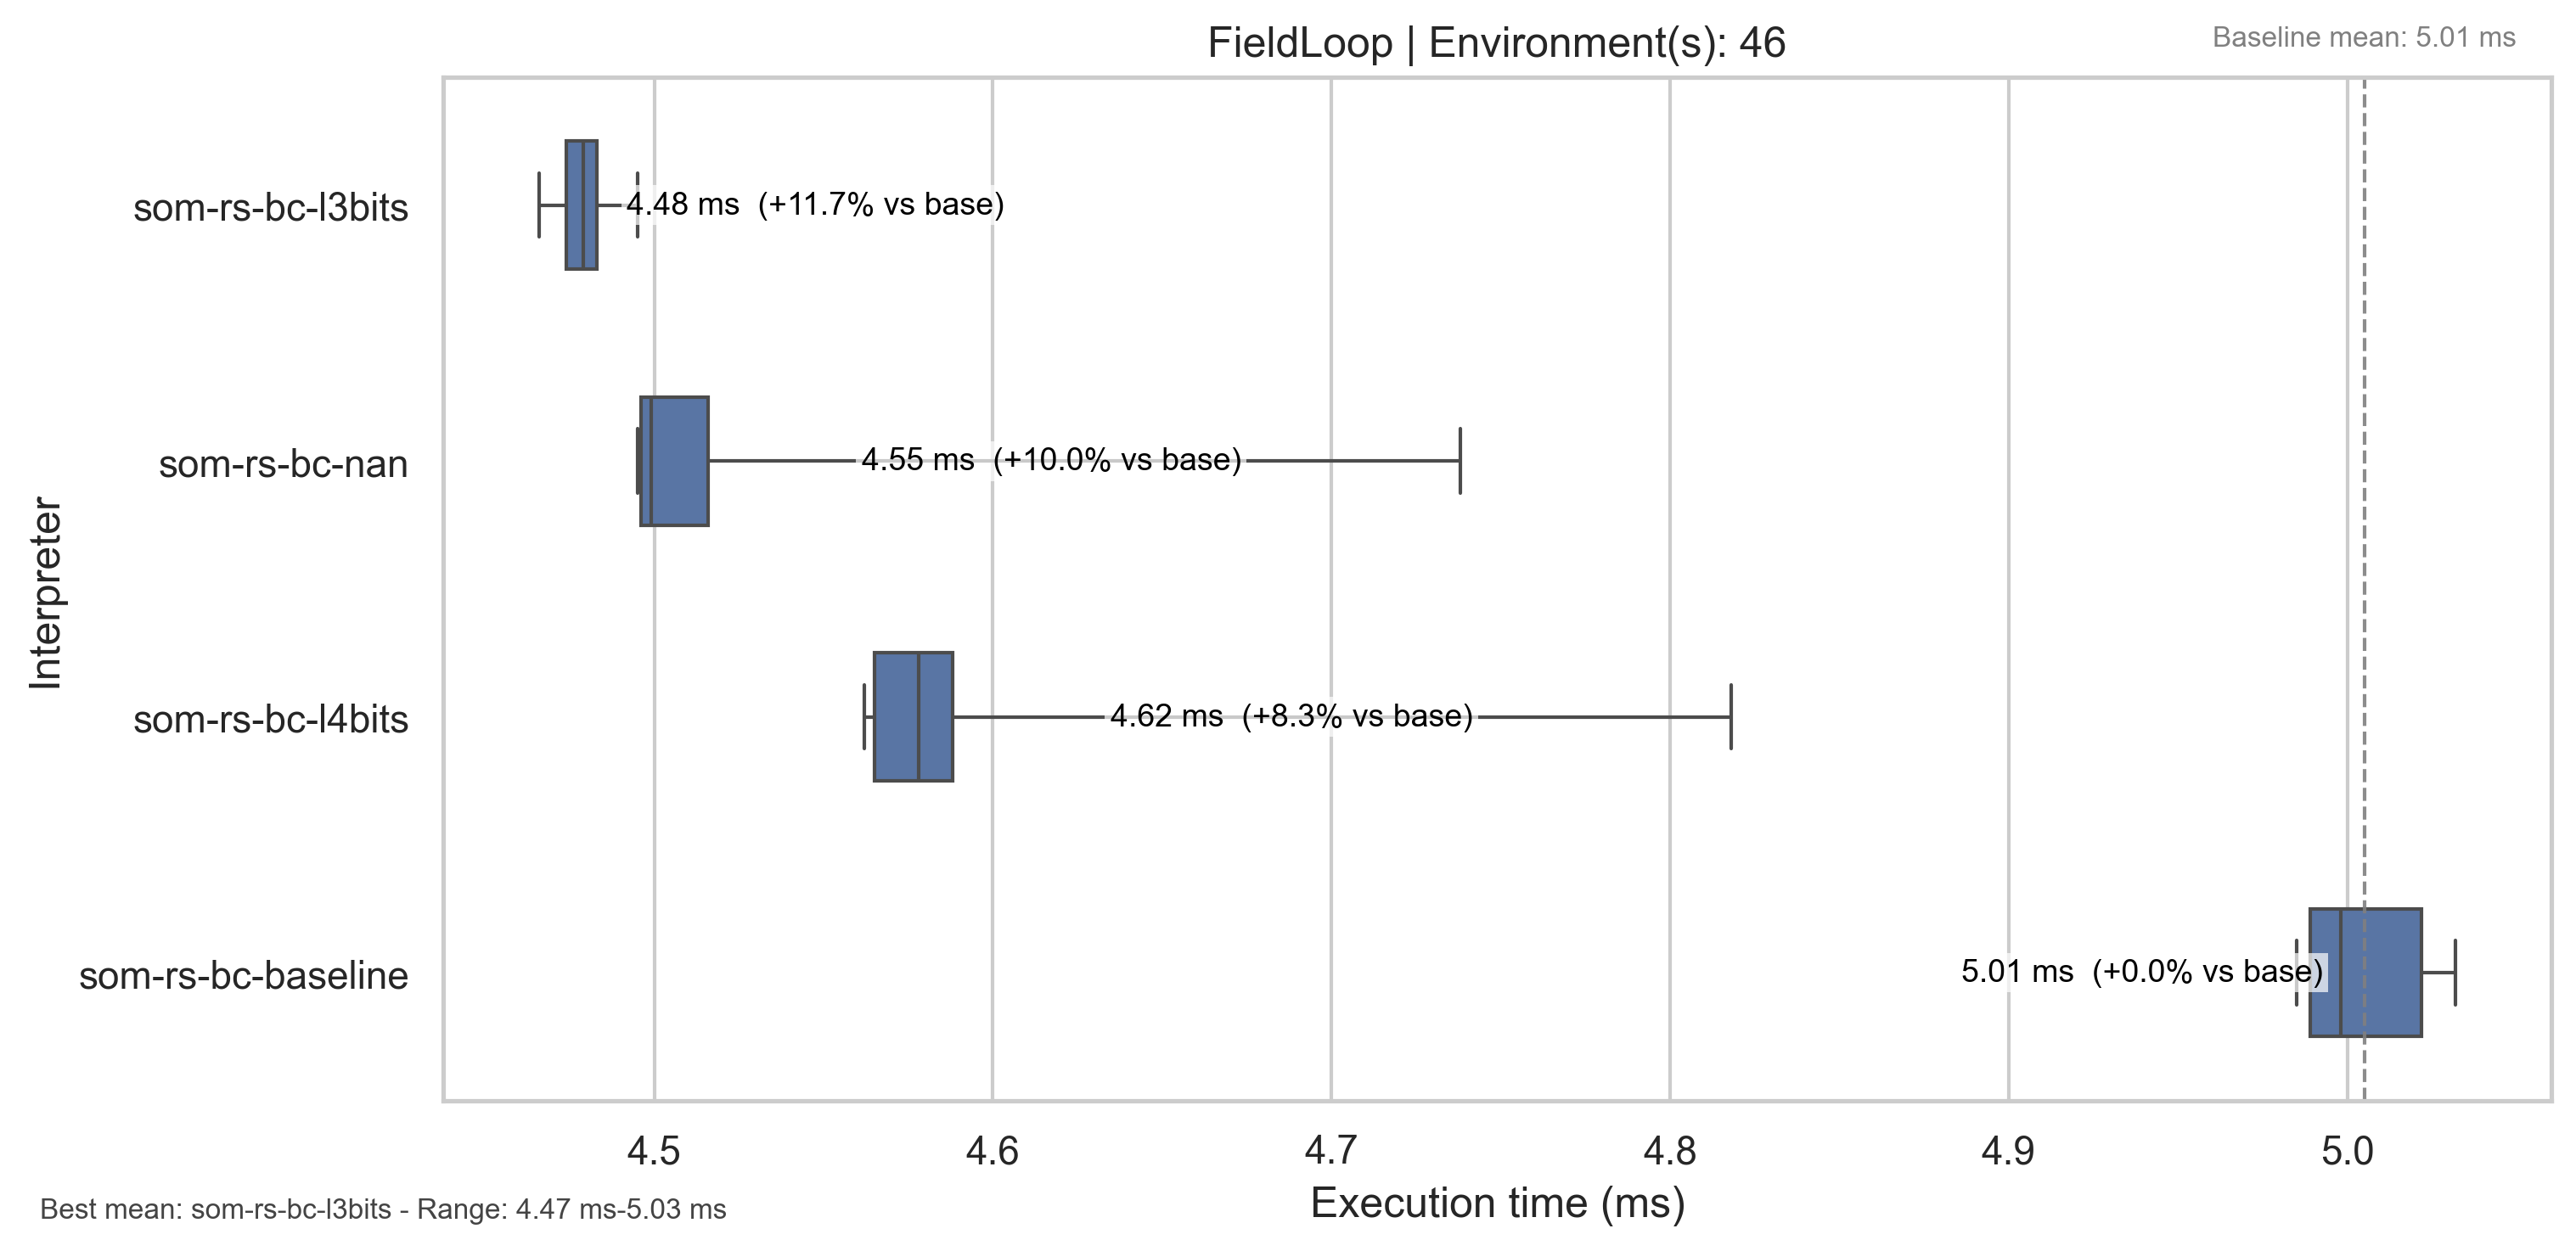 FieldLoop | Environment(s): 46
Baseline mean: 5.01 ms
Interpreter
som-rs-bc-l3bits
4.48 ms (+11.7% vs base)
som-rs-bc-nan
4.55 ms (+10.0% vs base)
som-rs-bc-l4bits
4.62 ms (+8.3% vs base)
som-rs-bc-baseline
5.01 ms (+0.0% vs base)
4.5 4.6 4.7 4.8 4.9 5.0
Execution time (ms)
Best mean: som-rs-bc-l3bits - Range: 4.47 ms-5.03 ms